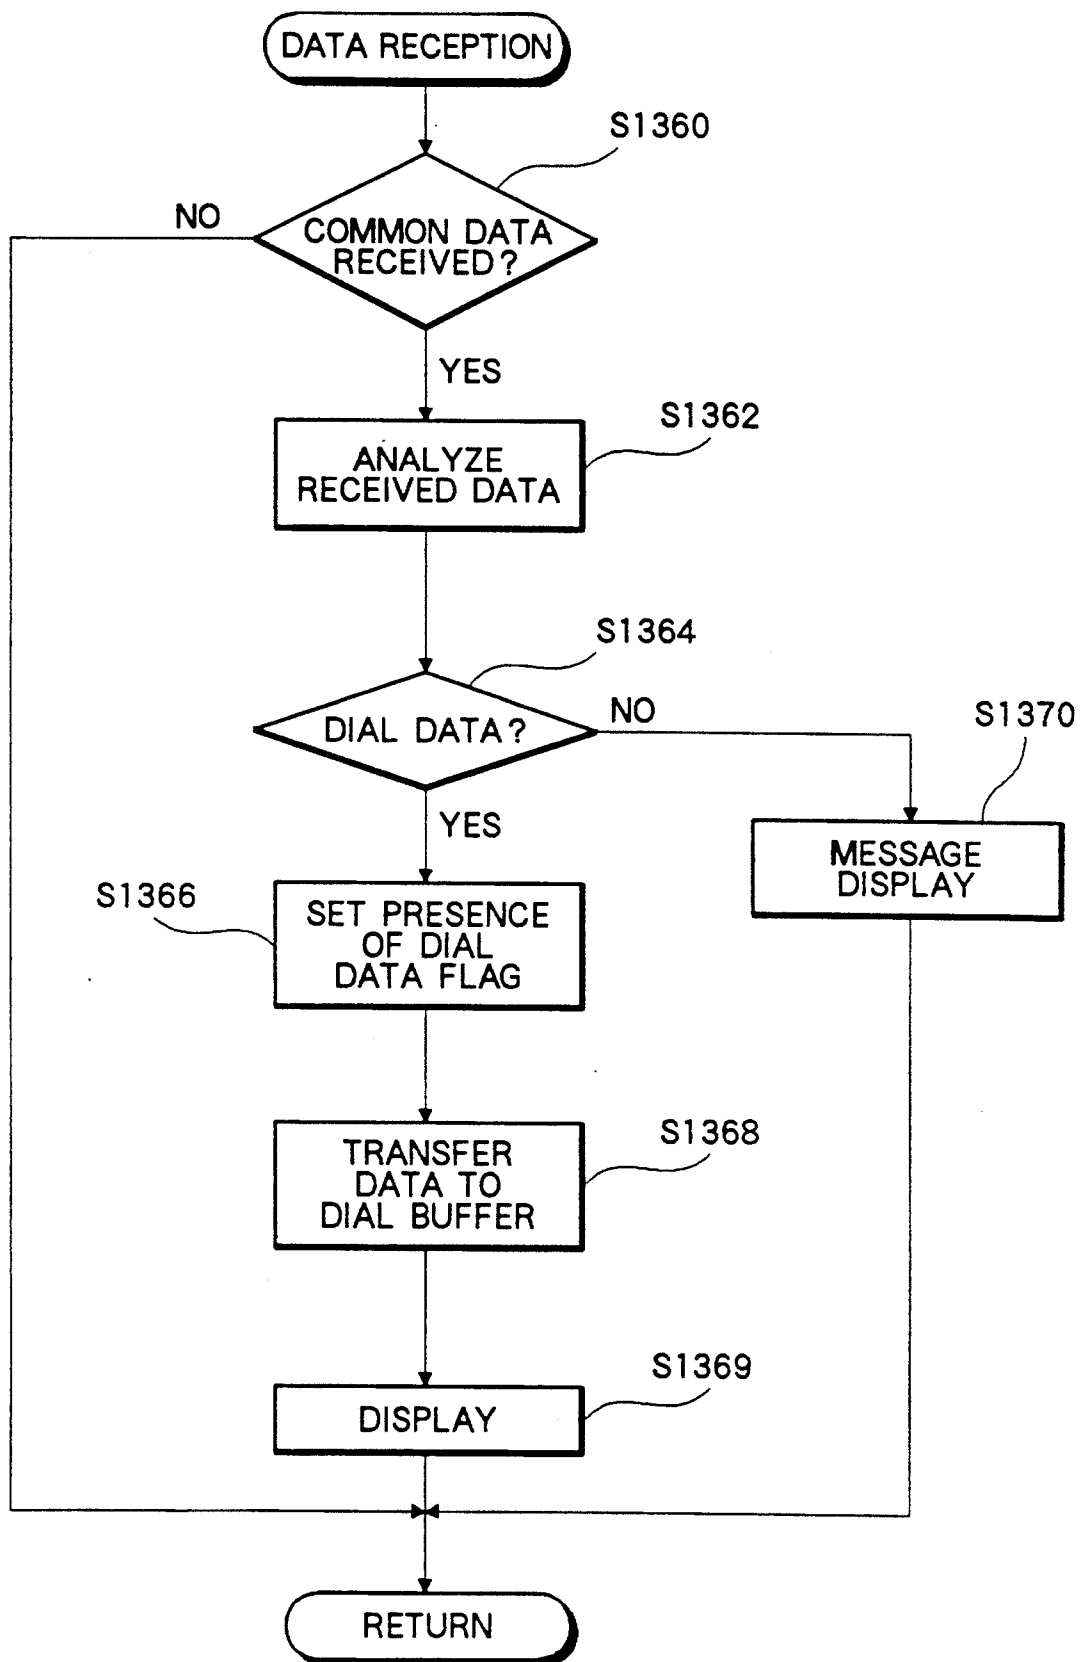 DATA RECEPTION
S1360
NO
COMMON DATA
RECEIVED?
YES
S1362
ANALYZE
RECEIVED DATA
S1364
DIAL DATA?
NO
S1370
YES
MESSAGE
DISPLAY
S1366
SET PRESENCE
OF DIAL
DATA FLAG
S1368
TRANSFER
DATA TO
DIAL BUFFER
S1369
DISPLAY
RETURN